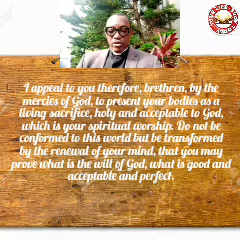 I appeal to you therefore, brethren, by the
mercies of God, to present your bodies as a
living sacrifice, holy and acceptable to God,
which is your spiritual worship. Do not be
conformed to this world but be transformed
by the renewal of your mind, that you may
prove what is the will of God, what is good and
acceptable and perfect.